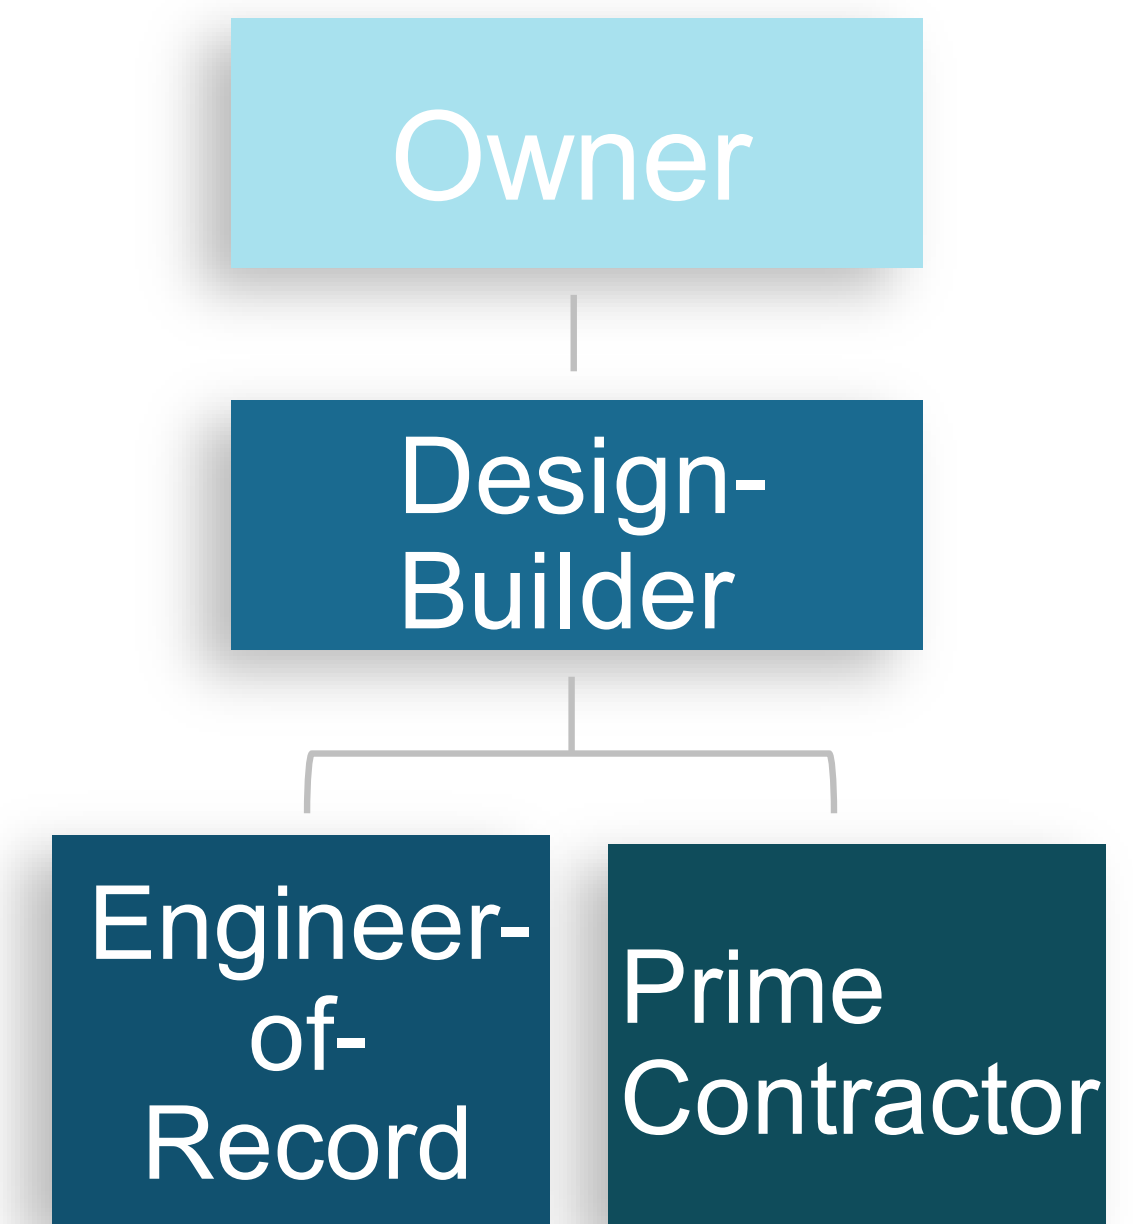 Owner
Design-
Builder
Engineer-
of-
Record
Prime
Contractor